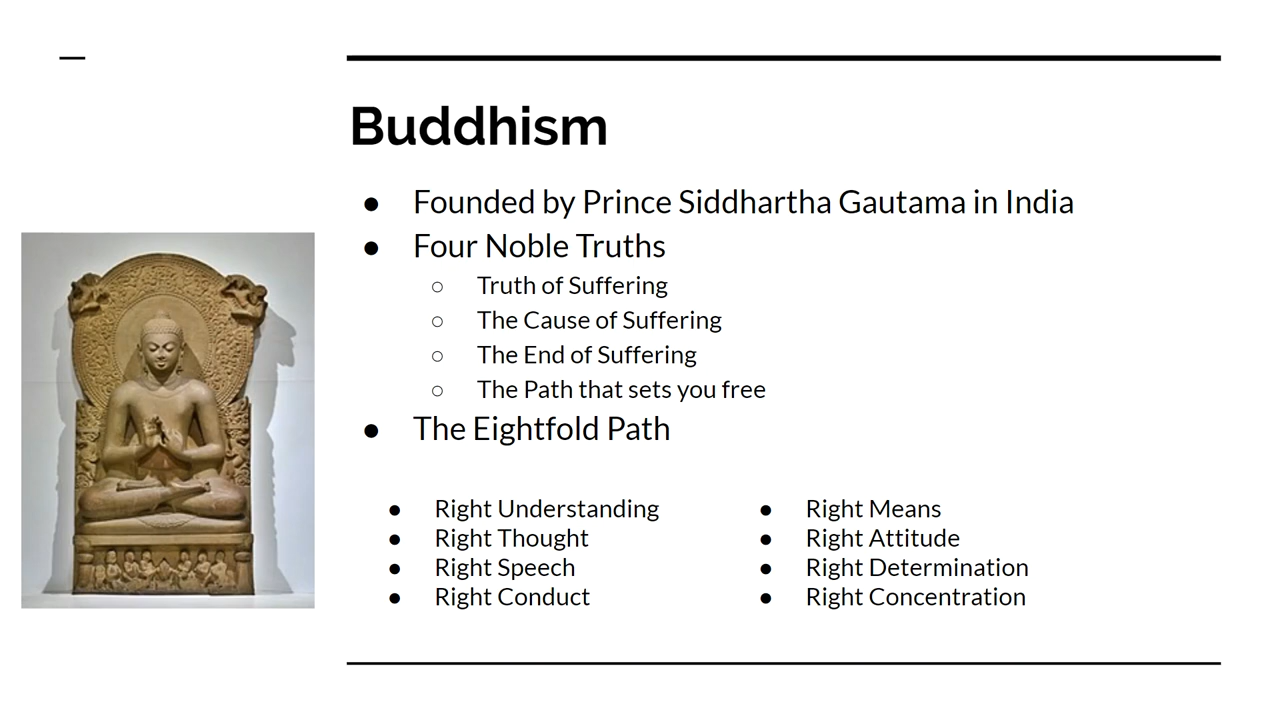 Buddhism
● Founded by Prince Siddhartha Gautama in India
● Four Noble Truths
○ Truth of Suffering
○ The Cause of Suffering
○ The End of Suffering
○ The Path that sets you free
● The Eightfold Path
● Right Understanding
● Right Thought
● Right Speech
● Right Conduct
● Right Means
● Right Attitude
● Right Determination
● Right Concentration